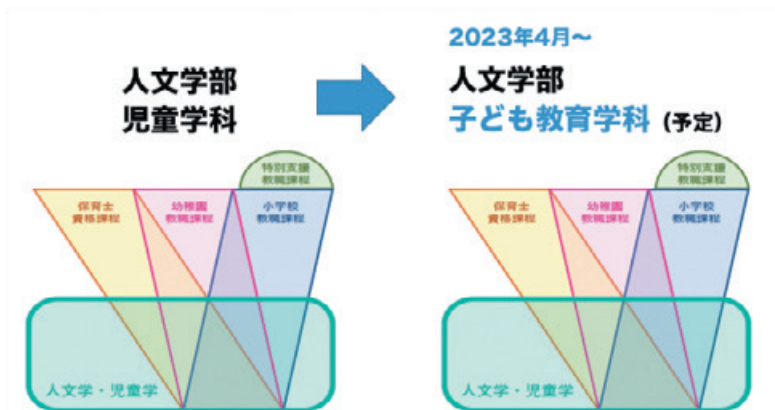 人文学部
児童学科
2023年4月～
人文学部
子ども教育学科（予定）
特別支援
教職課程
保育士
資格課程
幼稚園
教職課程
小学校
教職課程
人文学・児童学
特別支援
教職課程
保育士
資格課程
幼稚園
教職課程
小学校
教職課程
人文学・児童学